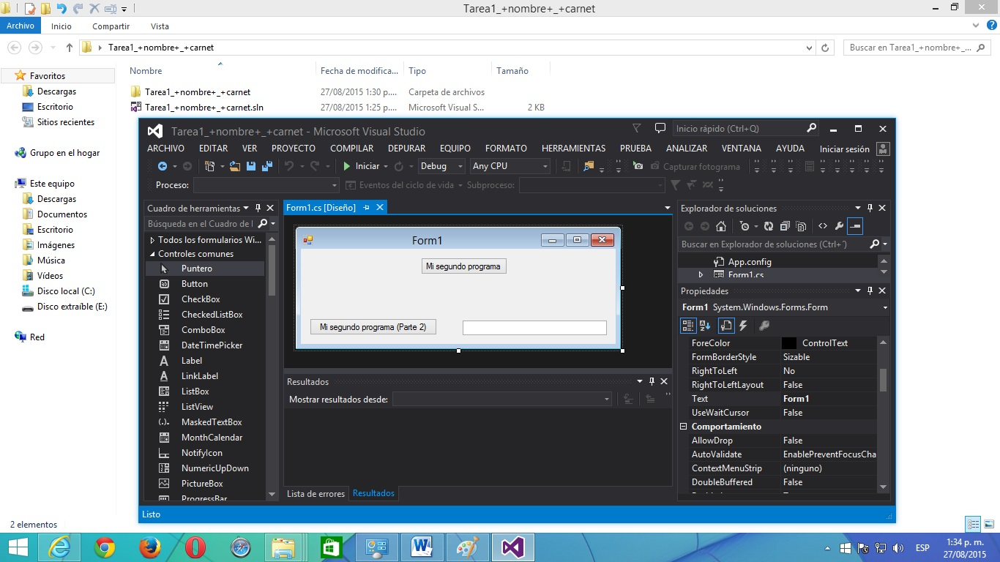 Tarea1_+nombre+_+carnet
Archivo Inicio Compartir Vista
Tarea1_+nombre+_+carnet
Buscar en Tarea1_+nombre+_...
Favoritos
Descargas
Escritorio
Sitios recientes
Grupo en el hogar
Este equipo
Descargas
Documentos
Escritorio
Imágenes
Música
Vídeos
Disco local (C:)
Disco extraíble (E:)
Red
Nombre Fecha de modifica... Tipo Tamaño
Tarea1_+nombre+_+carnet 27/08/2015 1:30 p.... Carpeta de archivos
Tarea1_+nombre+_+carnet.sln 27/08/2015 1:25 p.... Microsoft Visual S... 2 KB
Tarea1_+nombre+_+carnet - Microsoft Visual Studio
Inicio rápido (Ctrl+Q)
ARCHIVO EDITAR VER PROYECTO COMPILAR DEPURAR EQUIPO FORMATO HERRAMIENTAS PRUEBA ANALIZAR VENTANA AYUDA Iniciar sesión
Iniciar Debug Any CPU Capturar fotograma
Proceso: Eventos del ciclo de vida Subproceso:
Cuadro de herramientas
Búsqueda en el Cuadro de l
Todos los formularios Wi...
Controles comunes
Puntero
Button
CheckBox
CheckedListBox
ComboBox
DateTimePicker
Label
LinkLabel
ListBox
ListView
MaskedTextBox
MonthCalendar
NotifyIcon
NumericUpDown
PictureBox
ProgressBar
Form1.cs [Diseño]
Form1
Mi segundo programa
Mi segundo programa (Parte 2)
Resultados
Mostrar resultados desde:
Lista de errores Resultados
Explorador de soluciones
Buscar en Explorador de soluciones (Ctrl+´)
App.config
Form1.cs
Propiedades
Form1 System.Windows.Forms.Form
ForeColor ControlText
FormBorderStyle Sizable
RightToLeft No
RightToLeftLayout False
Text Form1
UseWaitCursor False
Comportamiento
AllowDrop False
AutoValidate EnablePreventFocusCha
ContextMenuStrip (ninguno)
DoubleBuffered False
Listo
2 elementos
ESP
1:34 p. m.
27/08/2015